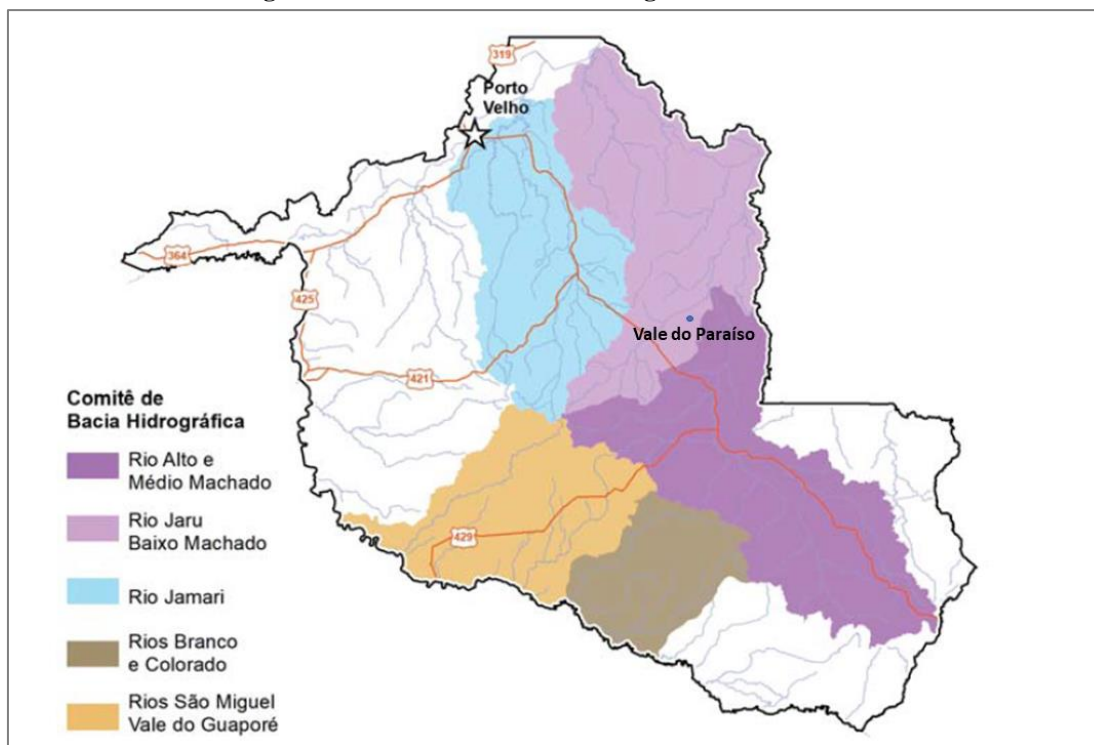 319
Porto
Velho
364
425
Vale do Paraíso
421
Comitê de
Bacia Hidrográfica
Rio Alto e
Médio Machado
Rio Jaru
Baixo Machado
429
Rio Jamari
Rios Branco
e Colorado
Rios São Miguel
Vale do Guaporé